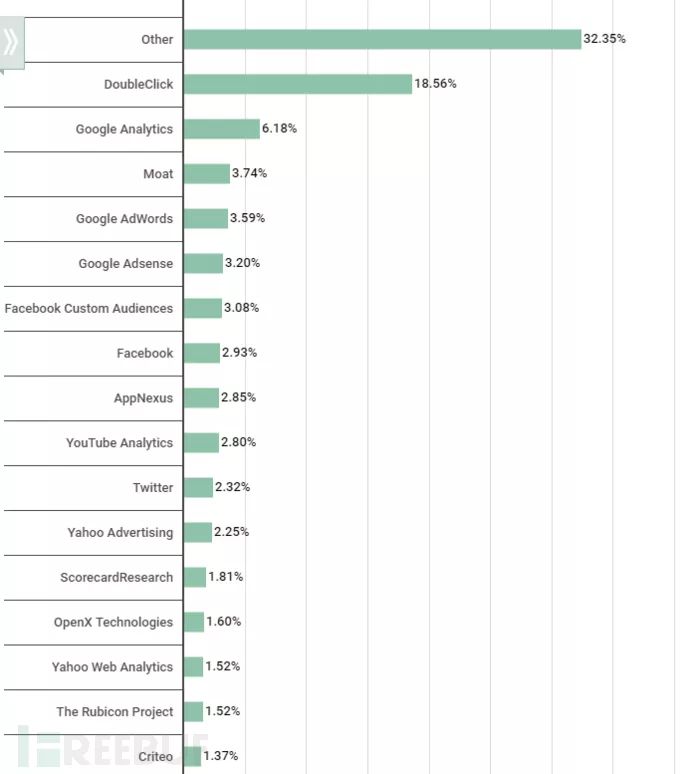 Other 32.35%
DoubleClick 18.56%
Google Analytics 6.18%
Moat 3.74%
Google AdWords 3.59%
Google Adsense 3.20%
Facebook Custom Audiences 3.08%
Facebook 2.93%
AppNexus 2.85%
YouTube Analytics 2.80%
Twitter 2.32%
Yahoo Advertising 2.25%
ScorecardResearch 1.81%
OpenX Technologies 1.60%
Yahoo Web Analytics 1.52%
The Rubicon Project 1.52%
FREEBUF
Criteo 1.37%